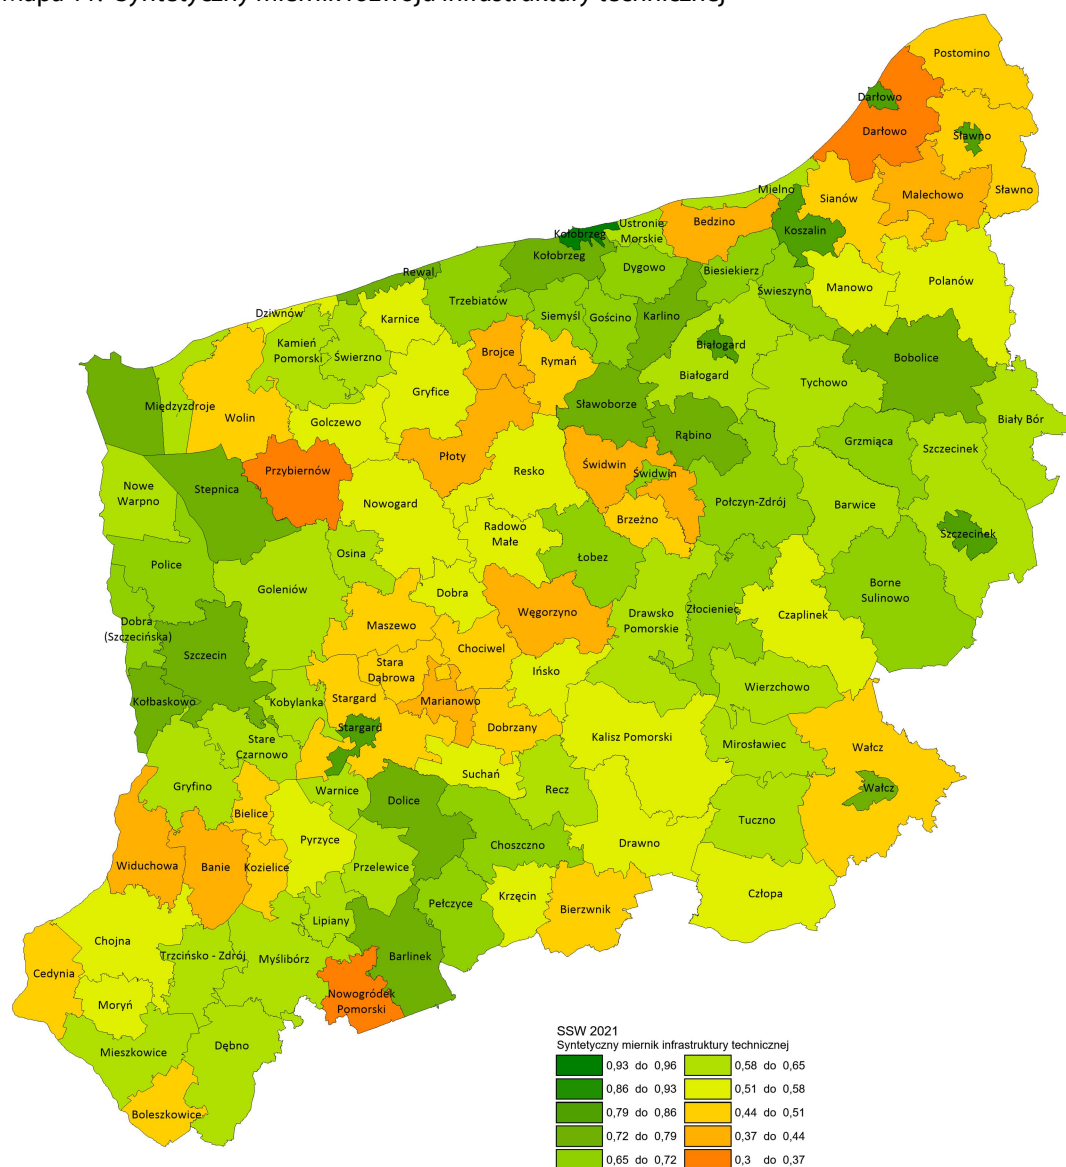 mapa 11. Syntetyczny miernik rozwoju infrastruktury technicznej
Postomino
Darłowo
Darłowo
Sławno
Sławno
Malechowo
Sianów
Mielno
Koszalin
Bedzino
Ustronie
Morskie
Kołobrzeg
Kołobrzeg
Dygowo
Biesiekierz
Świeszyno
Manowo
Polanów
Rewal
Trzebiatów
Siemyśl
Gościno
Karlino
Białogard
Białogard
Bobolice
Tychowo
Biały Bór
Dziwnów
Karnice
Kamień
Pomorski
Świerzno
Brojce
Rymań
Gryfice
Międzyzdroje
Wolin
Golczewo
Sławoborze
Rąbino
Grzmiąca
Szczecinek
Płoty
Resko
Świdwin
Świdwin
Przybiernów
Stepnica
Nowe
Warpno
Nowogard
Radowo
Małe
Brzeżno
Połczyn-Zdrój
Barwice
Szczecinek
Osina
Łobez
Police
Goleniów
Dobra
Węgorzyno
Drawsko
Pomorskie
Złocieniec
Czaplinek
Borne
Sulinowo
Dobra
(Szczecińska)
Maszewo
Chociwel
Szczecin
Stara
Dąbrowa
Ińsko
Wierzchowo
Kołbaskowo
Kobylanka
Stargard
Marianowo
Stargard
Dobrzany
Kalisz Pomorski
Mirosławiec
Wałcz
Stare
Czarnowo
Suchań
Gryfino
Warnice
Dolice
Recz
Wałcz
Bielice
Tuczno
Pyrzyce
Choszczno
Drawno
Widuchowa
Banie
Kozielice
Przelewice
Człopa
Pełczyce
Krzęcin
Bierzwnik
Lipiany
Chojna
Trzcińsko - Zdrój
Myślibórz
Barlinek
Cedynia
Moryń
Nowogródek
Pomorski
Mieszkowice
Dębno
Boleszkowice
SSW 2021
Syntetyczny miernik infrastruktury technicznej
0,93 do 0,96 0,58 do 0,65
0,86 do 0,93 0,51 do 0,58
0,79 do 0,86 0,44 do 0,51
0,72 do 0,79 0,37 do 0,44
0,65 do 0,72 0,3 do 0,37